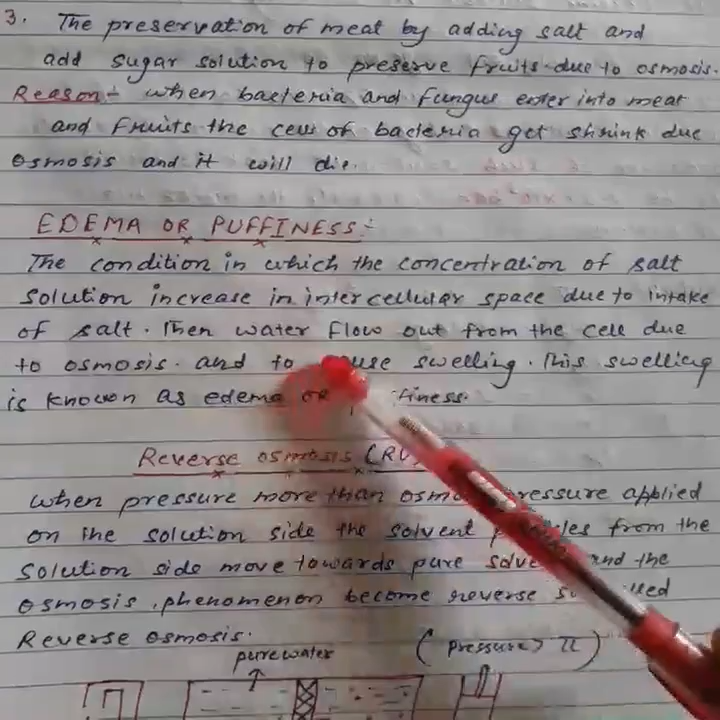 3. The preservation of meat by adding salt and
add sugar solution to preserve fruits due to osmosis.
Reason:- when bacteria and Fungus enter into meat
and Fruits the cell of bacteria get shrink due
osmosis and it will die.
EDEMA OR PUFFINESS:-
The condition in which the concentration of salt
solution increase in intercellular space due to intake
of salt. Then water flow out from the cell due
to osmosis. and to swelling. This swelling
is known as edema or
Reverse osmosis
when pressure more than pressure applied
on the solution side the solvent from the
solution side move towards pure and the
osmosis phenomenon become reverse
Reverse osmosis.
pure water
(Pressure > π)